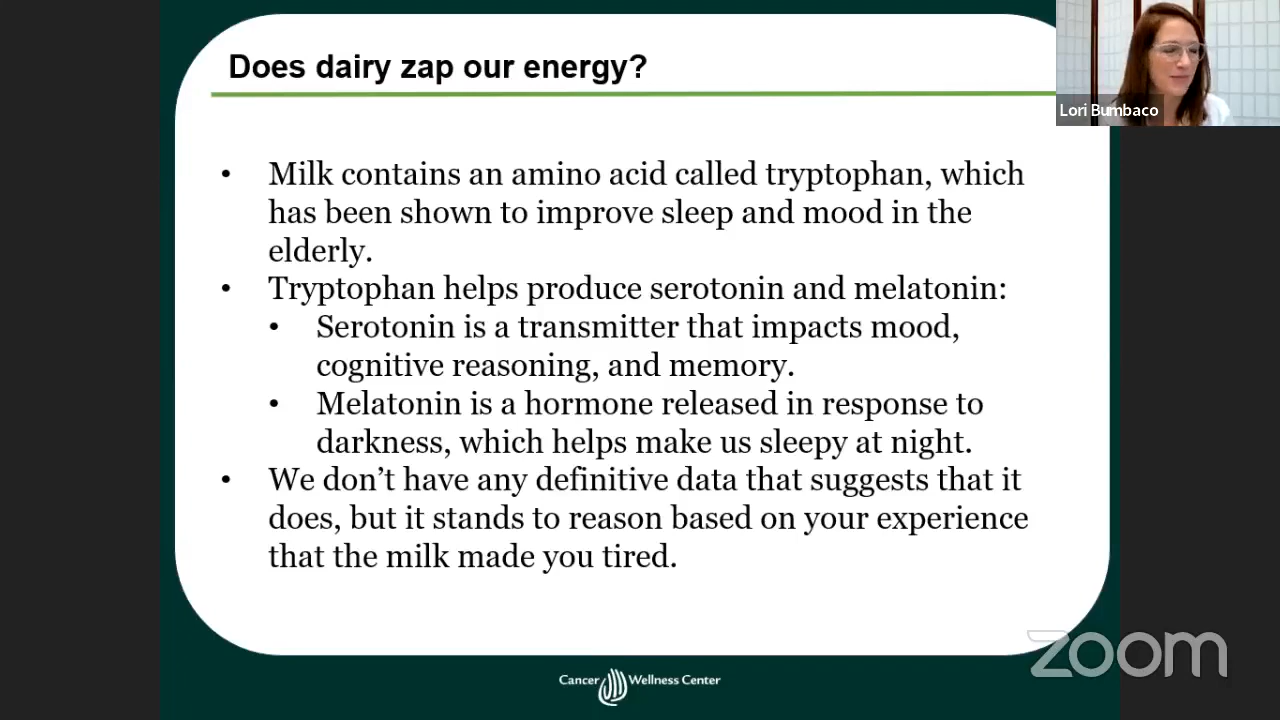 Does dairy zap our energy?
Lori Bumbaco
• Milk contains an amino acid called tryptophan, which
has been shown to improve sleep and mood in the
elderly.
• Tryptophan helps produce serotonin and melatonin:
• Serotonin is a transmitter that impacts mood,
cognitive reasoning, and memory.
• Melatonin is a hormone released in response to
darkness, which helps make us sleepy at night.
• We don’t have any definitive data that suggests that it
does, but it stands to reason based on your experience
that the milk made you tired.
zoom
Cancer Wellness Center